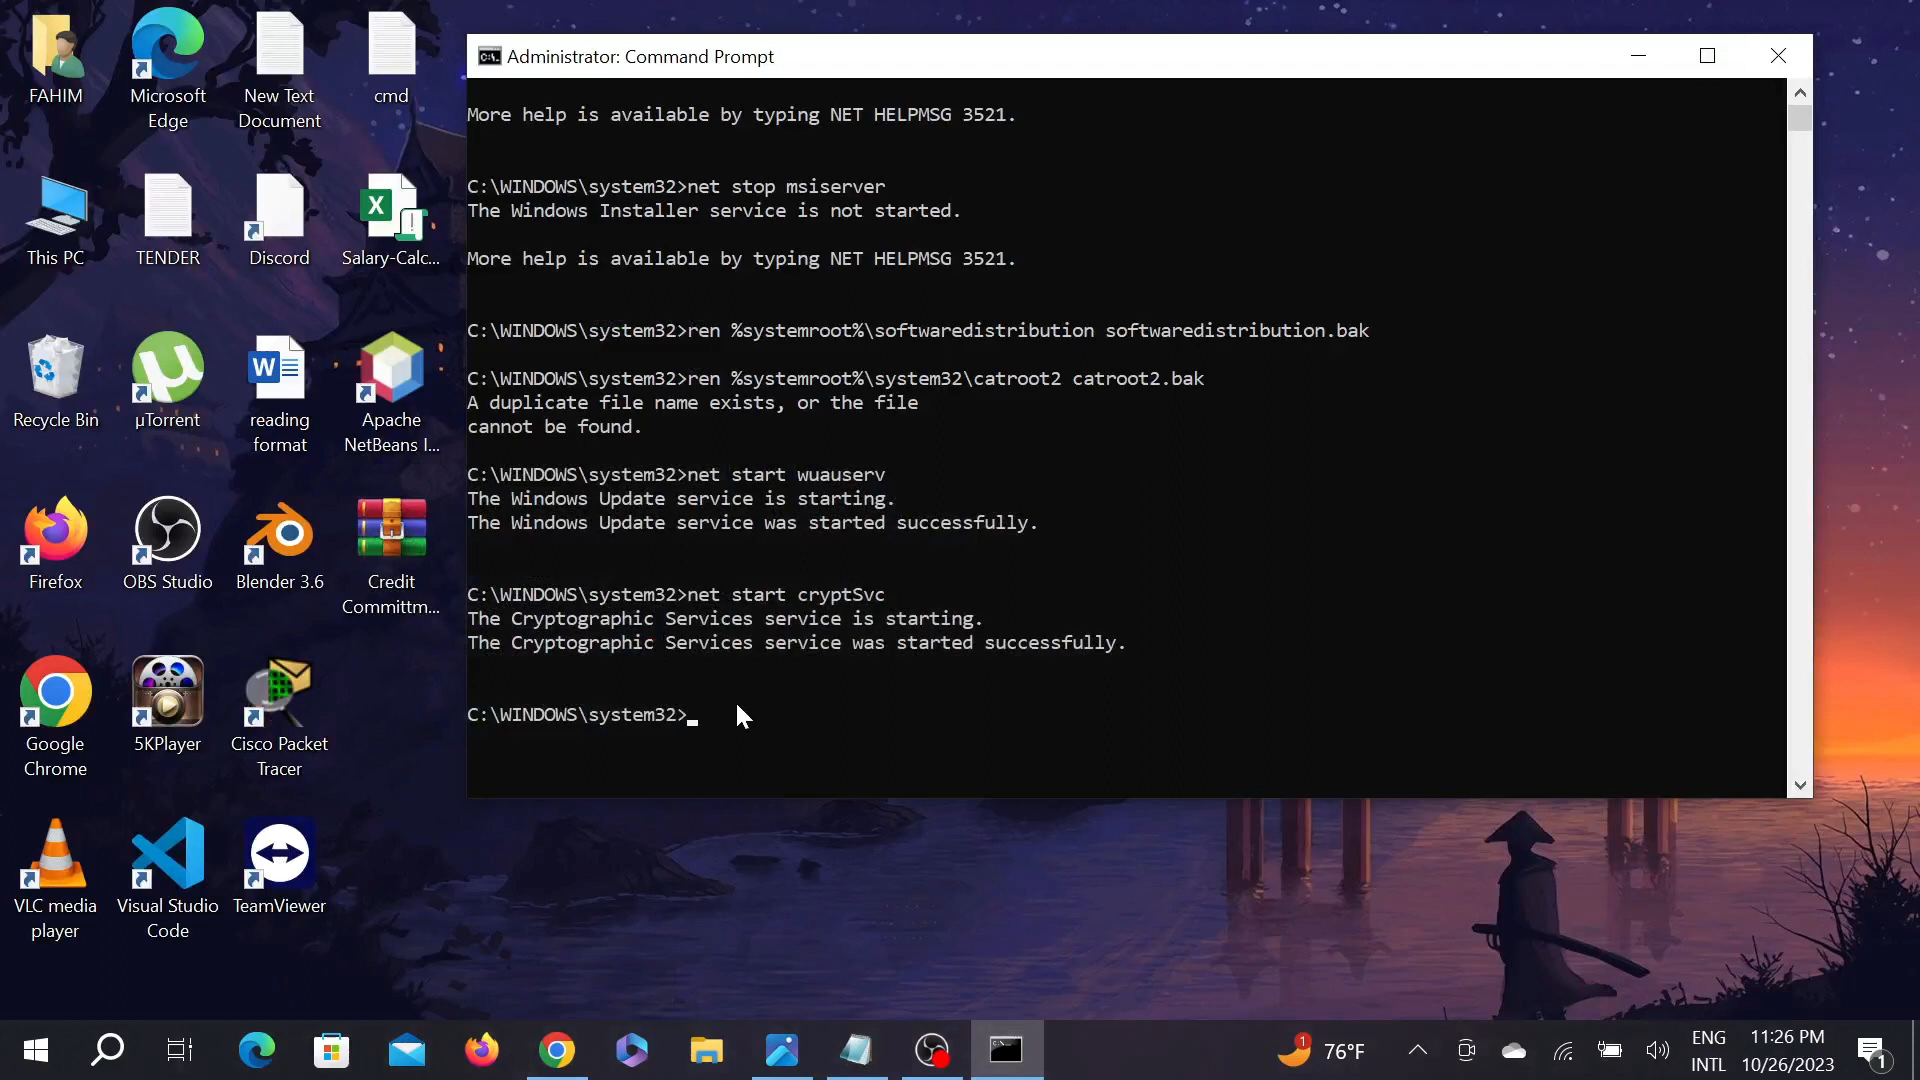 FAHIM
Microsoft
Edge
New Text
Document
cmd
This PC
TENDER
Discord
Salary-Calc...
Recycle Bin
µTorrent
reading
format
Apache
NetBeans I...
Firefox
OBS Studio
Blender 3.6
Credit
Committm...
Google
Chrome
5KPlayer
Cisco Packet
Tracer
VLC media
player
Visual Studio
Code
TeamViewer
Administrator: Command Prompt
More help is available by typing NET HELPMSG 3521.
C:\WINDOWS\system32>net stop msiserver
The Windows Installer service is not started.
More help is available by typing NET HELPMSG 3521.
C:\WINDOWS\system32>ren %systemroot%\softwaredistribution softwaredistribution.bak
C:\WINDOWS\system32>ren %systemroot%\system32\catroot2 catroot2.bak
A duplicate file name exists, or the file
cannot be found.
C:\WINDOWS\system32>net start wuauserv
The Windows Update service is starting.
The Windows Update service was started successfully.
C:\WINDOWS\system32>net start cryptSvc
The Cryptographic Services service is starting.
The Cryptographic Services service was started successfully.
C:\WINDOWS\system32>
1
76°F
ENG
INTL
11:26 PM
10/26/2023
1